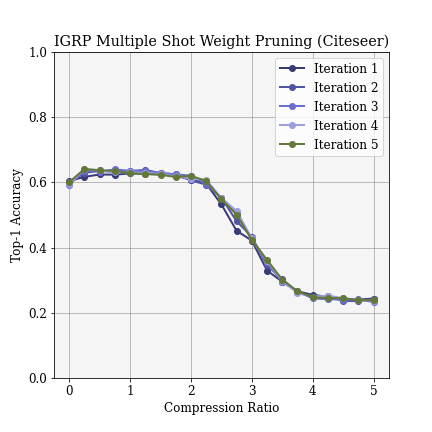 IGRP Multiple Shot Weight Pruning (Citeseer)
1.0
0.8
0.6
0.4
0.2
0.0
Top-1 Accuracy
Iteration 1
Iteration 2
Iteration 3
Iteration 4
Iteration 5
0 1 2 3 4 5
Compression Ratio